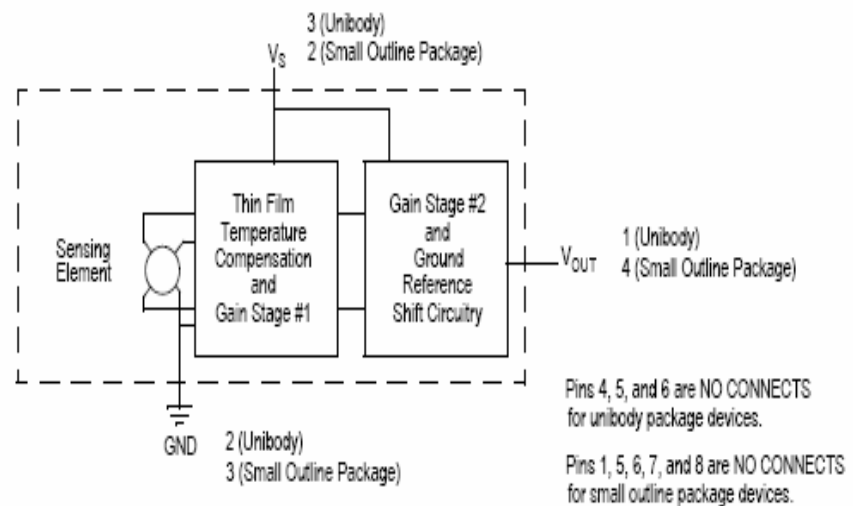 3 (Unibody)
VS 2 (Small Outline Package)
Sensing
Element
Thin Film
Temperature
Compensation
and
Gain Stage #1
Gain Stage #2
and
Ground
Reference
Shift Circuitry
VOUT
1 (Unibody)
4 (Small Outline Package)
GND
2 (Unibody)
3 (Small Outline Package)
Pins 4, 5, and 6 are NO CONNECTS
for unibody package devices.
Pins 1, 5, 6, 7, and 8 are NO CONNECTS
for small outline package devices.